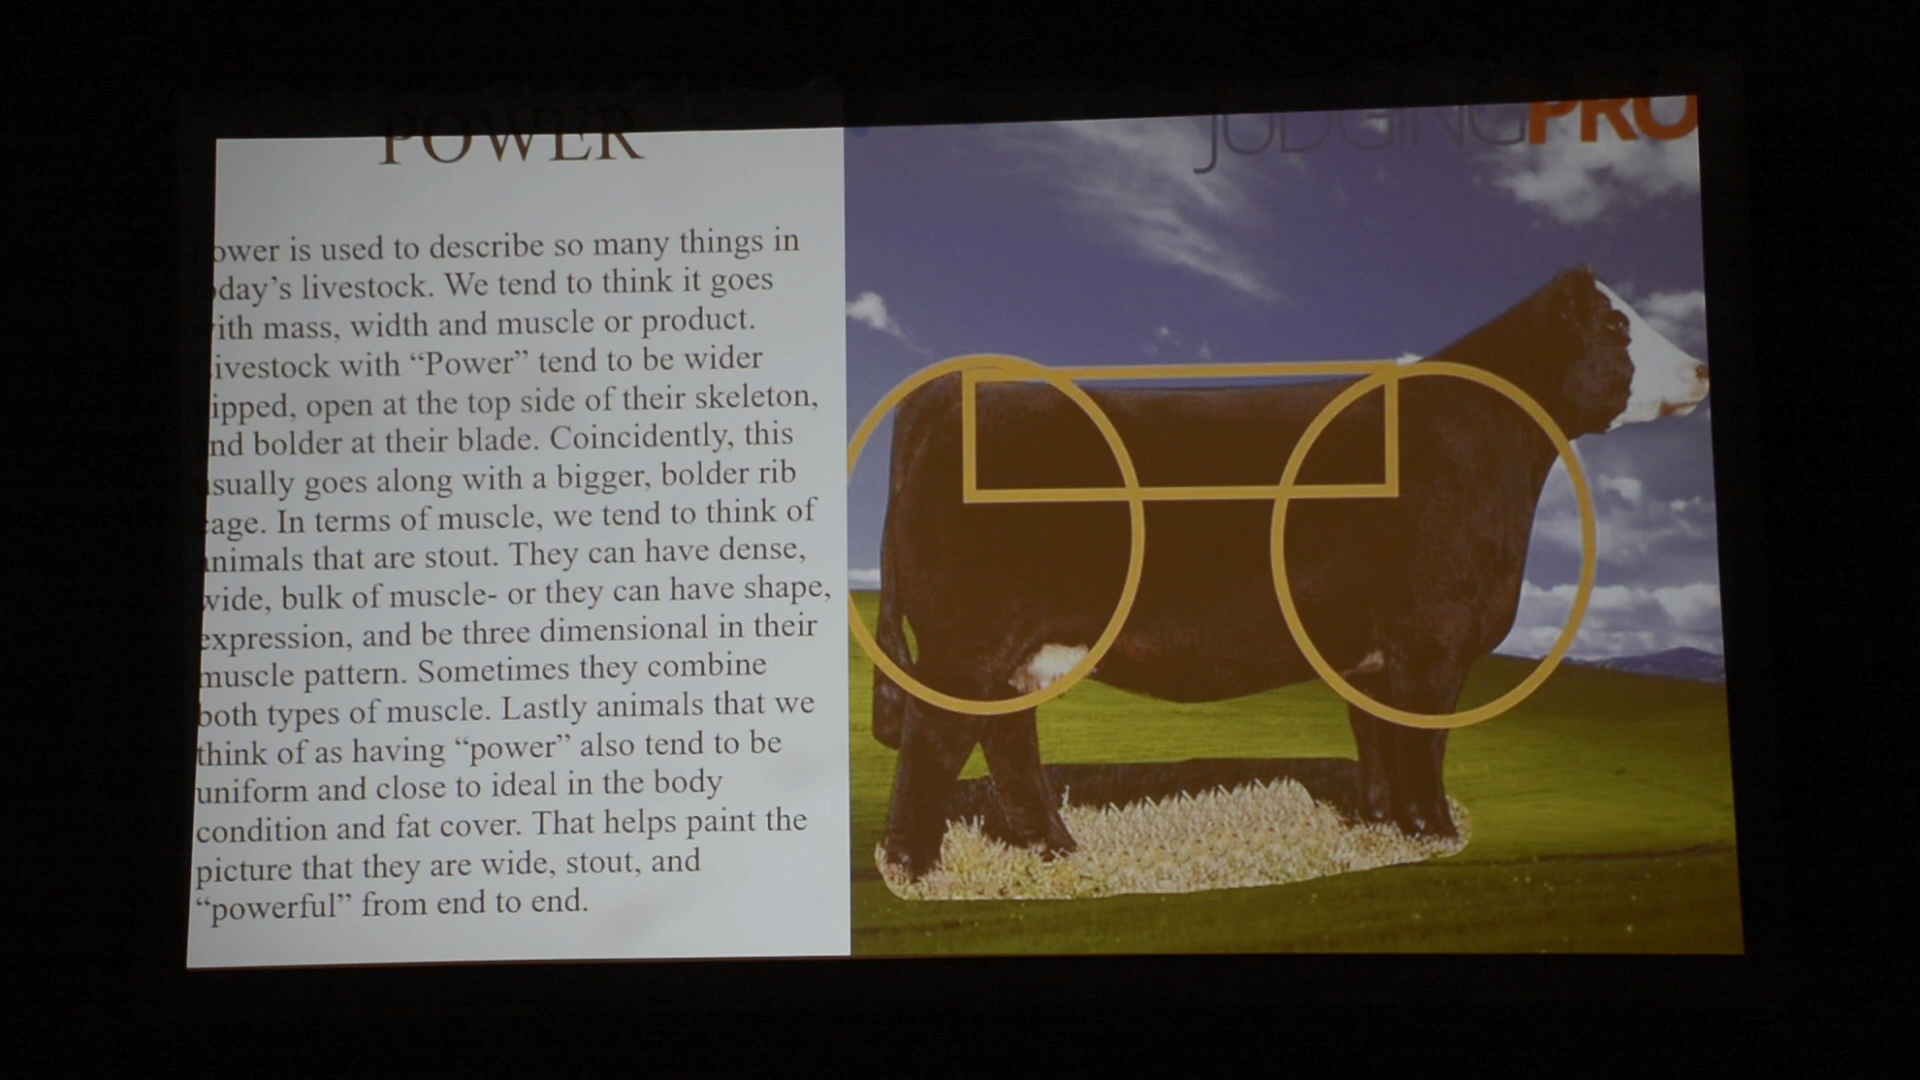 POWER
JUDGINGPRO
ower is used to describe so many things in
day's livestock. We tend to think it goes
ith mass, width and muscle or product.
ivestock with “Power” tend to be wider
ipped, open at the top side of their skeleton,
nd bolder at their blade. Coincidently, this
sually goes along with a bigger, bolder rib
age. In terms of muscle, we tend to think of
nimals that are stout. They can have dense,
wide, bulk of muscle- or they can have shape,
expression, and be three dimensional in their
muscle pattern. Sometimes they combine
both types of muscle. Lastly animals that we
think of as having “power” also tend to be
uniform and close to ideal in the body
condition and fat cover. That helps paint the
picture that they are wide, stout, and
“powerful” from end to end.